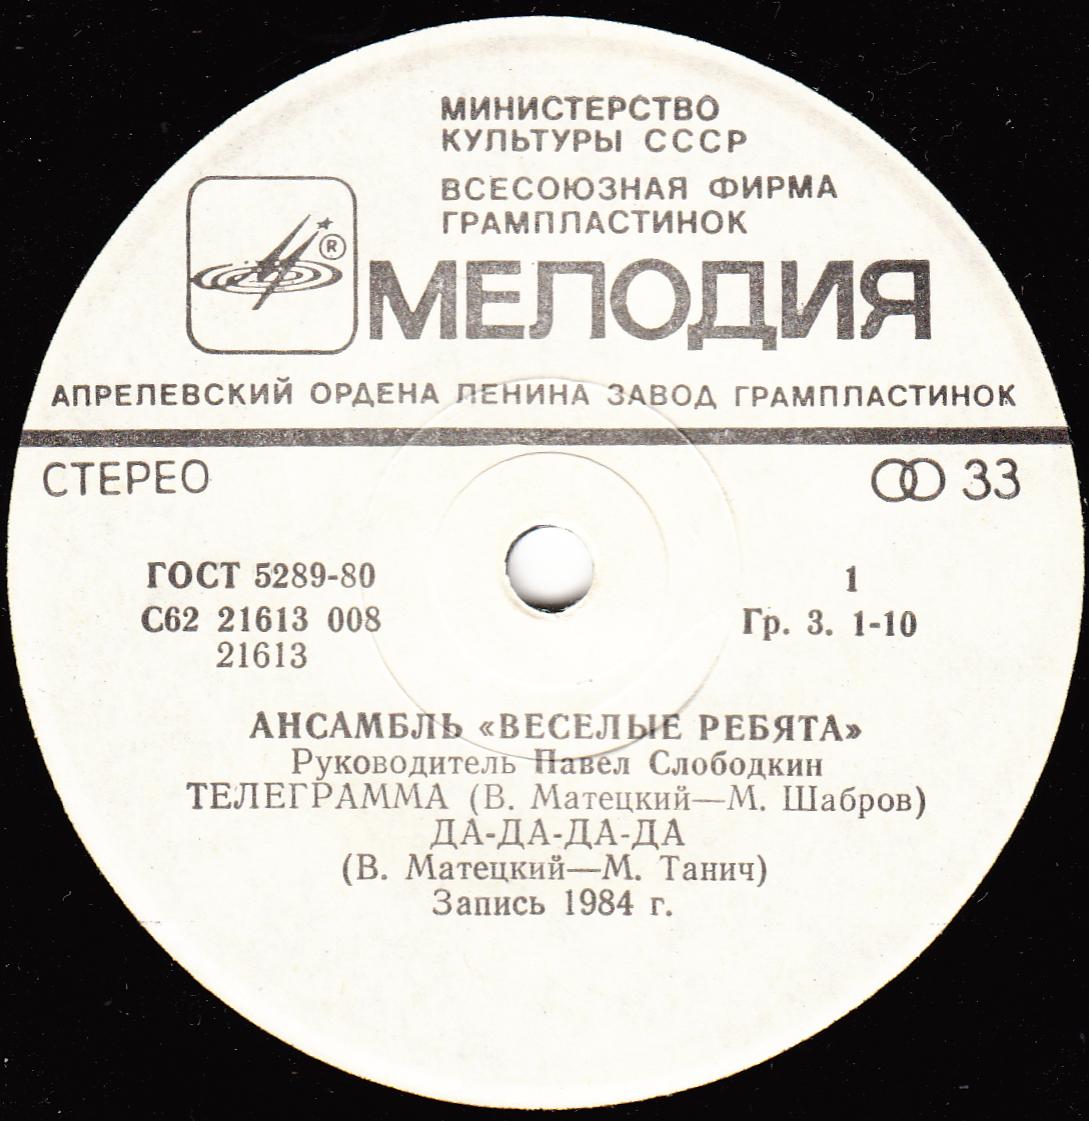 МИНИСТЕРСТВО
КУЛЬТУРЫ СССР
ВСЕСОЮЗНАЯ ФИРМА
ГРАМПЛАСТИНОК
®
МЕЛОДИЯ
АПРЕЛЕВСКИЙ ОРДЕНА ЛЕНИНА ЗАВОД ГРАМПЛАСТИНОК
СТЕРЕО
33
ГОСТ 5289-80
1
С62 21613 008
Гр. 3. 1-10
21613
АНСАМБЛЬ «ВЕСЕЛЫЕ РЕБЯТА»
Руководитель Павел Слободкин
ТЕЛЕГРАММА (В. Матецкий—М. Шабров)
ДА-ДА-ДА-ДА
(В. Матецкий—М. Танич)
Запись 1984 г.